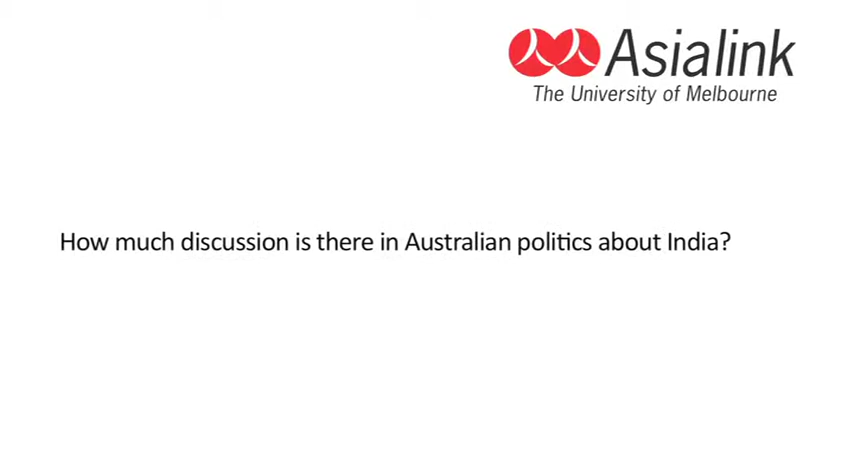 Asialink
The University of Melbourne
How much discussion is there in Australian politics about India?